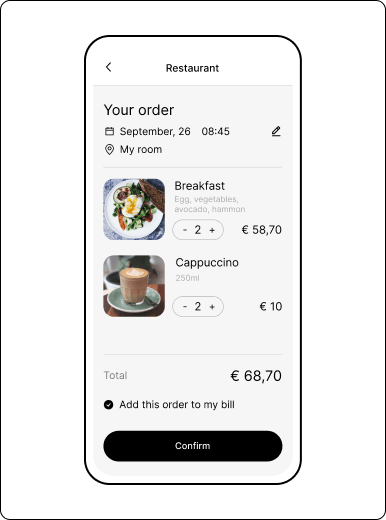 Restaurant
Your order
September, 26 08:45
My room
Breakfast
Egg, vegetables,
avocado, hammon
- 2 + € 58,70
Cappuccino
250ml
- 2 + € 10
Total € 68,70
Add this order to my bill
Confirm